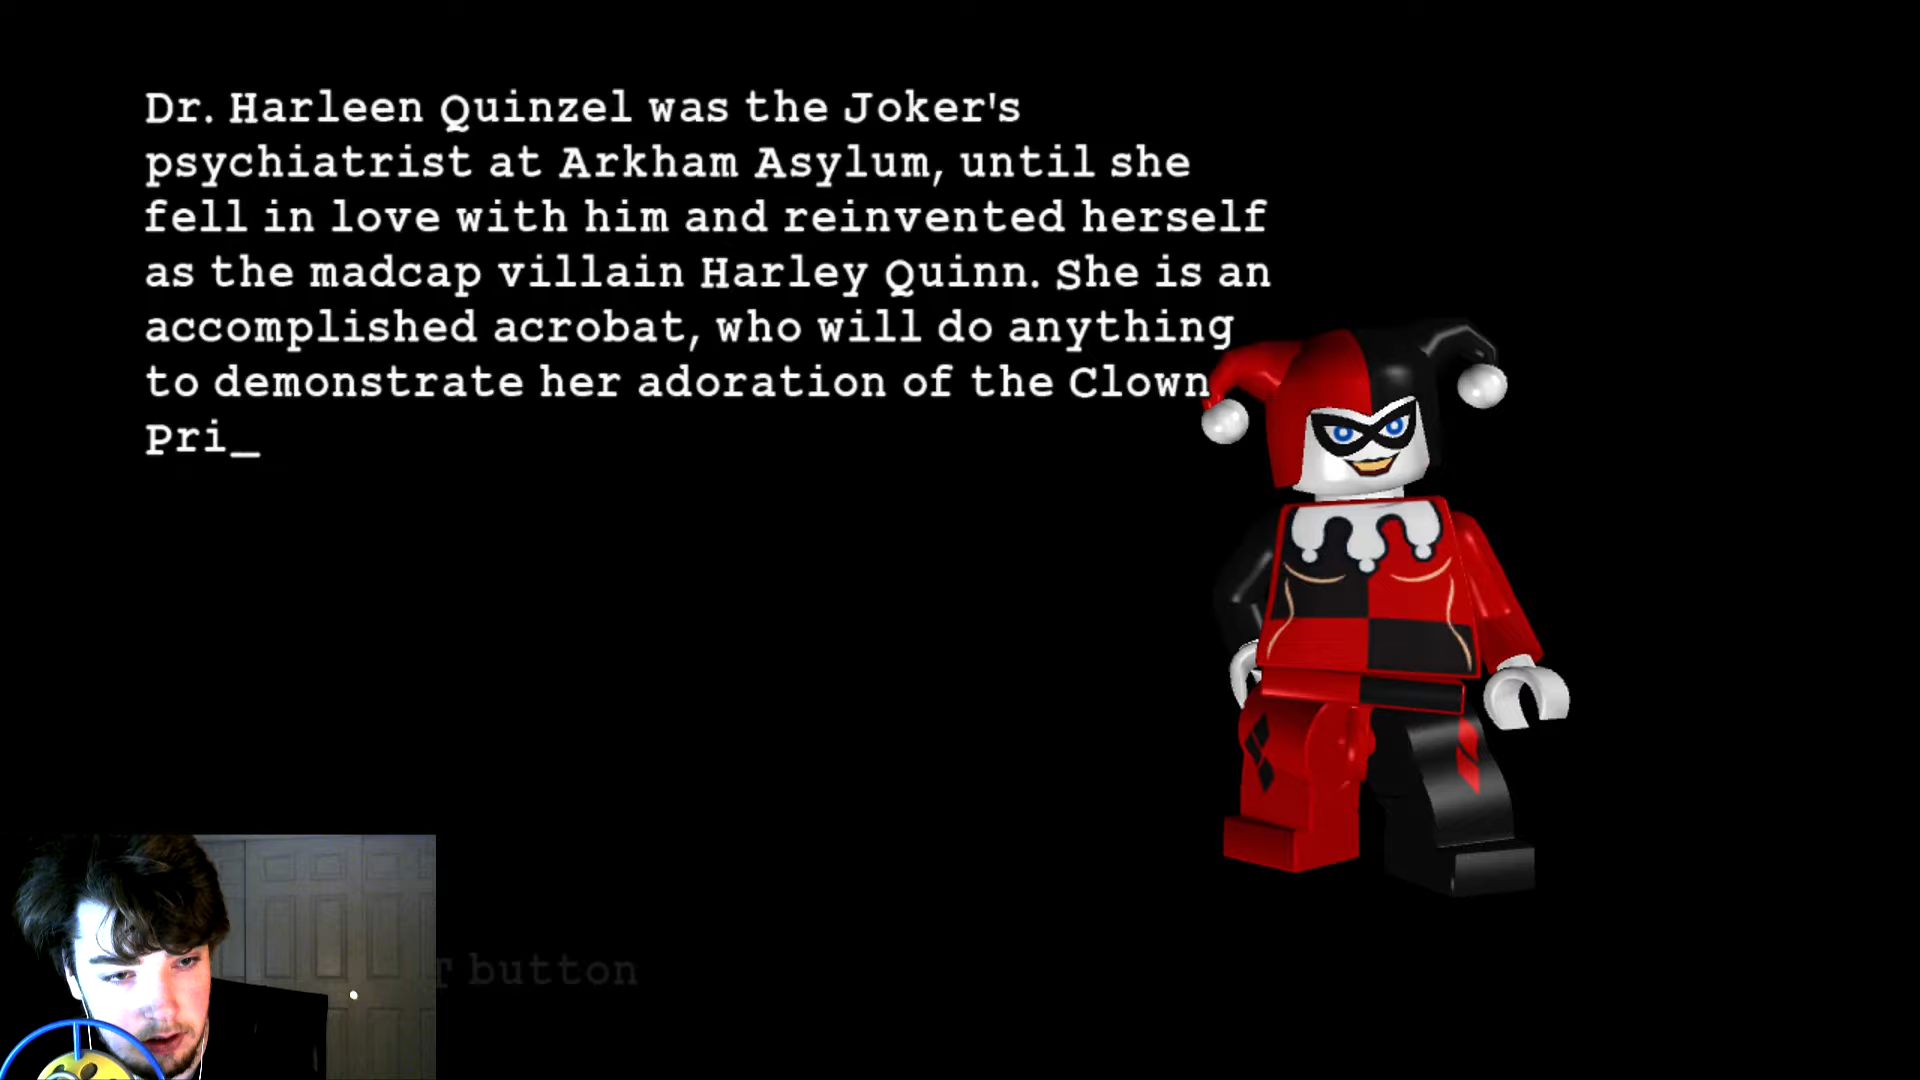 Dr. Harleen Quinzel was the Joker's
psychiatrist at Arkham Asylum, until she
fell in love with him and reinvented herself
as the madcap villain Harley Quinn. She is an
accomplished acrobat, who will do anything
to demonstrate her adoration of the Clown
Pri_
T button